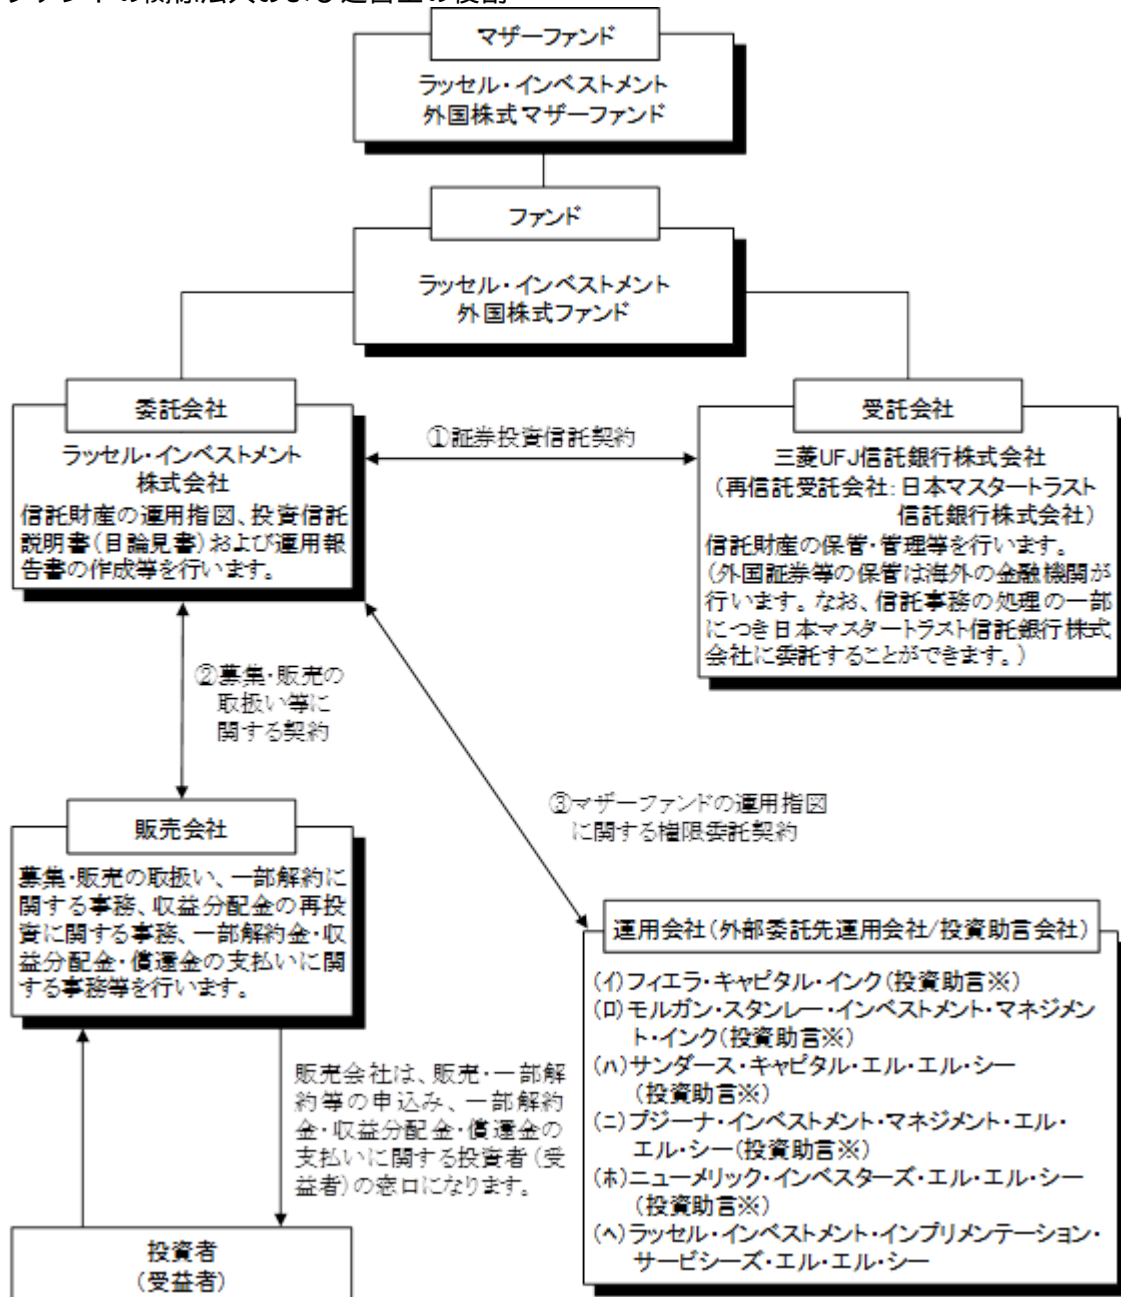 ファンドの関係法人および運営上の役割
マザーファンド
ラッセル・インベストメント
外国株式マザーファンド
ファンド
ラッセル・インベストメント
外国株式ファンド
委託会社
ラッセル・インベストメント
株式会社
信託財産の運用指図、投資信託
説明書(目論見書)および運用報
告書の作成等を行います。
①証券投資信託契約
受託会社
三菱UFJ信託銀行株式会社
(再信託受託会社:日本マスタートラスト
信託銀行株式会社)
信託財産の保管・管理等を行います。
(外国証券等の保管は海外の金融機関が
行います。なお、信託事務の処理の一部
につき日本マスタートラスト信託銀行株式
会社に委託することができます。)
②募集・販売の
取扱い等に
関する契約
③マザーファンドの運用指図
に関する権限委託契約
販売会社
募集・販売の取扱い、一部解約に
関する事務、収益分配金の再投
資に関する事務、一部解約金・収
益分配金・償還金の支払いに関
する事務等を行います。
運用会社(外部委託先運用会社/投資助言会社)
(イ)フィエラ・キャピタル・インク(投資助言※)
(ロ)モルガン・スタンレー・インベストメント・マネジメン
ト・インク(投資助言※)
(ハ)サンダース・キャピタル・エル・エル・シー
(投資助言※)
(ニ)プジーナ・インベストメント・マネジメント・エル・
エル・シー(投資助言※)
(ホ)ニューメリック・インベスターズ・エル・エル・シー
(投資助言※)
(ヘ)ラッセル・インベストメント・インプリメンテーション・
サービシーズ・エル・エル・シー
販売会社は、販売・一部解
約等の申込み、一部解約
金・収益分配金・償還金の
支払いに関する投資者(受
益者)の窓口になります。
投資者
(受益者)